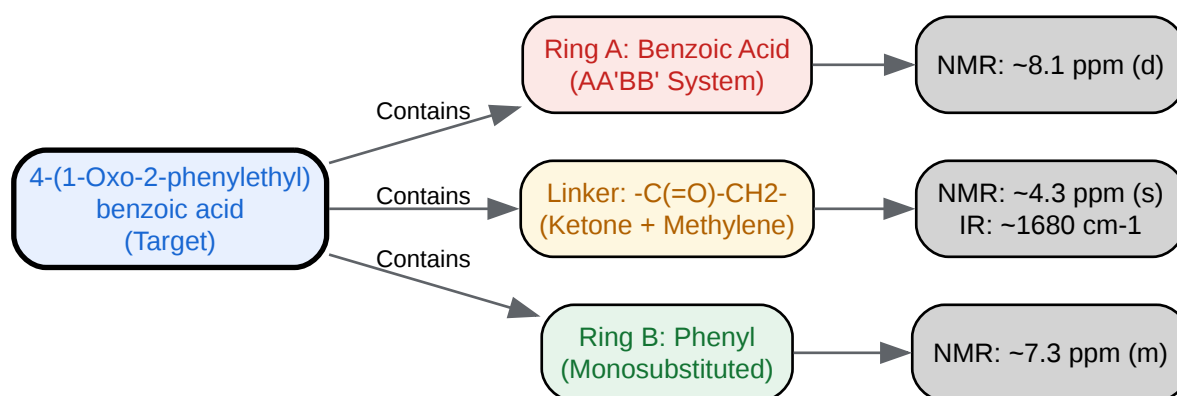 4-(1-Oxo-2-phenylethyl)
benzoic acid
(Target)
Contains
Contains
Contains
Ring A: Benzoic Acid
(AA'BB' System)
NMR: ~8.1 ppm (d)
Linker: -C(=O)-CH2-
(Ketone + Methylene)
NMR: ~4.3 ppm (s)
IR: ~1680 cm-1
Ring B: Phenyl
(Monosubstituted)
NMR: ~7.3 ppm (m)